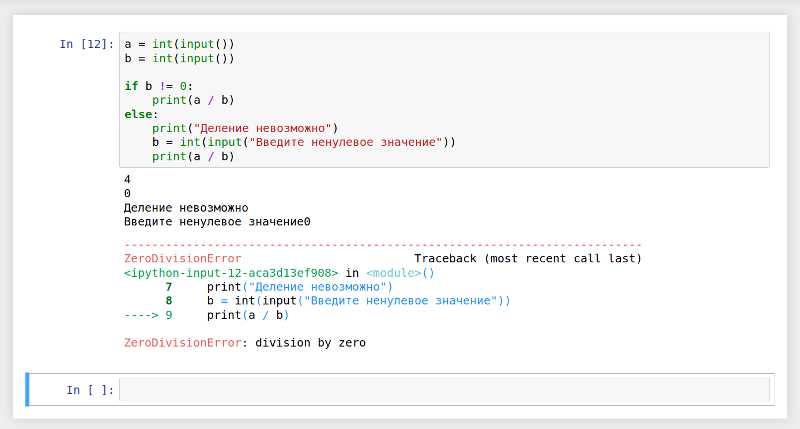 In [12]: a = int(input())
b = int(input())
if b != 0:
    print(a / b)
else:
    print("Деление невозможно")
    b = int(input("Введите ненулевое значение"))
    print(a / b)
4
0
Деление невозможно
Введите ненулевое значение0
---------------------------------------------------------------------------
ZeroDivisionError                         Traceback (most recent call last)
<ipython-input-12-aca3d13ef908> in <module>()
      7     print("Деление невозможно")
      8     b = int(input("Введите ненулевое значение"))
----> 9     print(a / b)
ZeroDivisionError: division by zero
In [ ]: